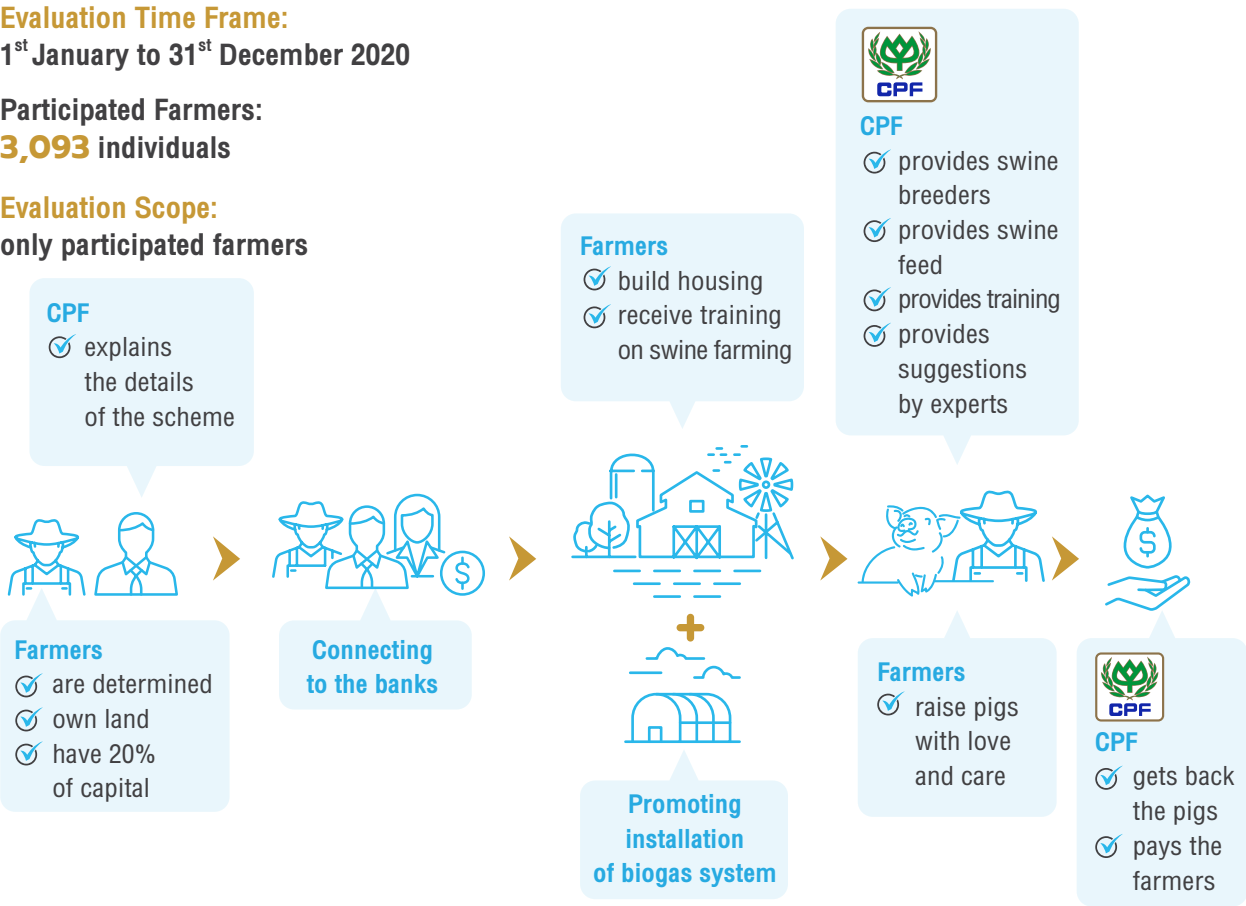 Evaluation Time Frame:
1st January to 31st December 2020
Participated Farmers:
3,093 individuals
Evaluation Scope:
only participated farmers
CPF
explains
the details
of the scheme
Farmers
are determined
own land
have 20%
of capital
$
Connecting
to the banks
Farmers
build housing
receive training
on swine farming
+
Promoting
installation
of biogas system
CPF
CPF
provides swine
breeders
provides swine
feed
provides training
provides
suggestions
by experts
Farmers
raise pigs
with love
and care
$
CPF
CPF
gets back
the pigs
pays the
farmers